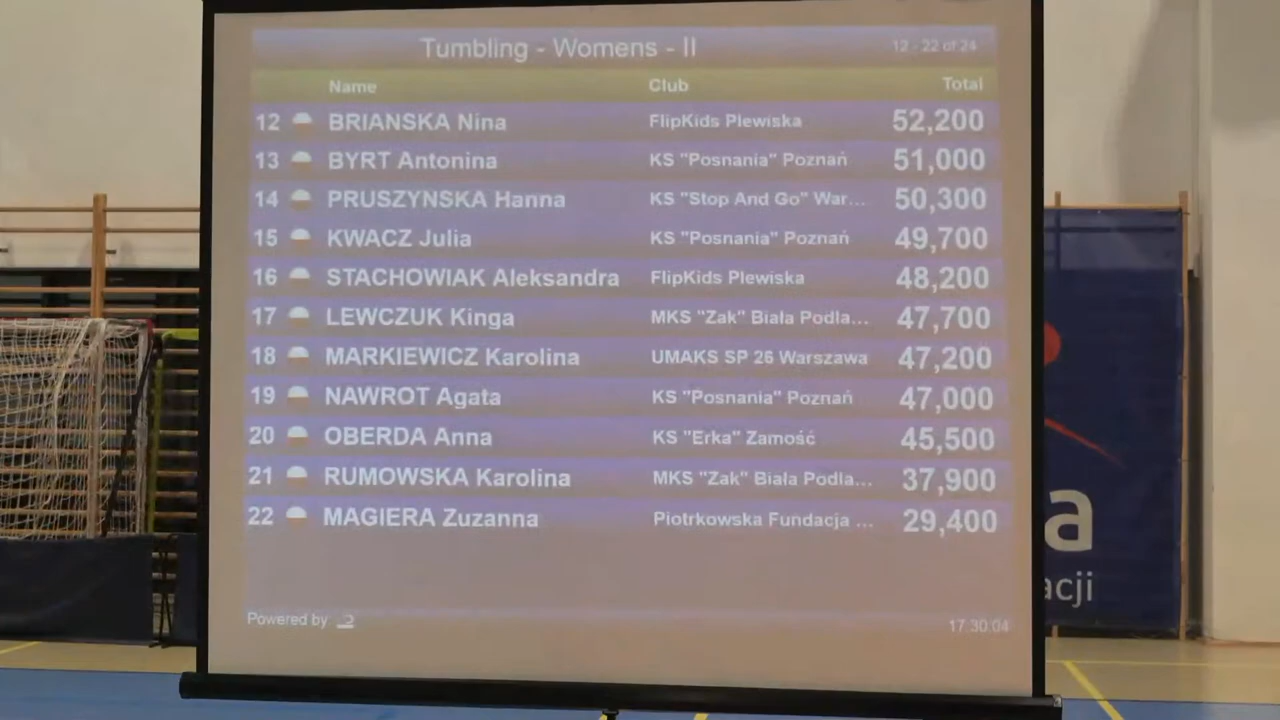 Tumbling - Womens - II 12 - 22 of 24
Name Club Total
12 BRIANSKA Nina FlipKids Plewiska 52,200
13 BYRT Antonina KS "Posnania" Poznań 51,000
14 PRUSZYNSKA Hanna KS "Stop And Go" War... 50,300
15 KWACZ Julia KS "Posnania" Poznań 49,700
16 STACHOWIAK Aleksandra FlipKids Plewiska 48,200
17 LEWCZUK Kinga MKS "Żak" Biała Podla... 47,700
18 MARKIEWICZ Karolina UMAKS SP 26 Warszawa 47,200
19 NAWROT Agata KS "Posnania" Poznań 47,000
20 OBERDA Anna KS "Erka" Zamość 45,500
21 RUMOWSKA Karolina MKS "Żak" Biała Podla... 37,900
22 MAGIERA Zuzanna Piotrkowska Fundacja ... 29,400
Powered by
17:30:04
a
acji